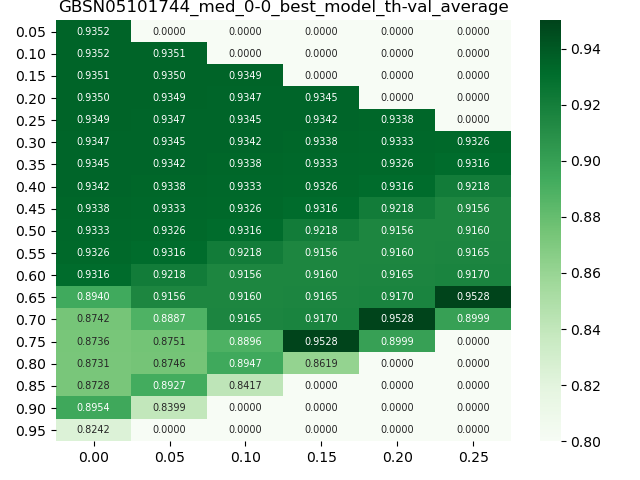 GBSN05101744_med_0-0_best_model_th-val_average
0.05 0.9352 0.0000 0.0000 0.0000 0.0000 0.0000
0.10 0.9352 0.9351 0.0000 0.0000 0.0000 0.0000
0.15 0.9351 0.9350 0.9349 0.0000 0.0000 0.0000
0.20 0.9350 0.9349 0.9347 0.9345 0.0000 0.0000
0.25 0.9349 0.9347 0.9345 0.9342 0.9338 0.0000
0.30 0.9347 0.9345 0.9342 0.9338 0.9333 0.9326
0.35 0.9345 0.9342 0.9338 0.9333 0.9326 0.9316
0.40 0.9342 0.9338 0.9333 0.9326 0.9316 0.9218
0.45 0.9338 0.9333 0.9326 0.9316 0.9218 0.9156
0.50 0.9333 0.9326 0.9316 0.9218 0.9156 0.9160
0.55 0.9326 0.9316 0.9218 0.9156 0.9160 0.9165
0.60 0.9316 0.9218 0.9156 0.9160 0.9165 0.9170
0.65 0.8940 0.9156 0.9160 0.9165 0.9170 0.9528
0.70 0.8742 0.8887 0.9165 0.9170 0.9528 0.8999
0.75 0.8736 0.8751 0.8896 0.9528 0.8999 0.0000
0.80 0.8731 0.8746 0.8947 0.8619 0.0000 0.0000
0.85 0.8728 0.8927 0.8417 0.0000 0.0000 0.0000
0.90 0.8954 0.8399 0.0000 0.0000 0.0000 0.0000
0.95 0.8242 0.0000 0.0000 0.0000 0.0000 0.0000
0.00 0.05 0.10 0.15 0.20 0.25
0.94
0.92
0.90
0.88
0.86
0.84
0.82
0.80